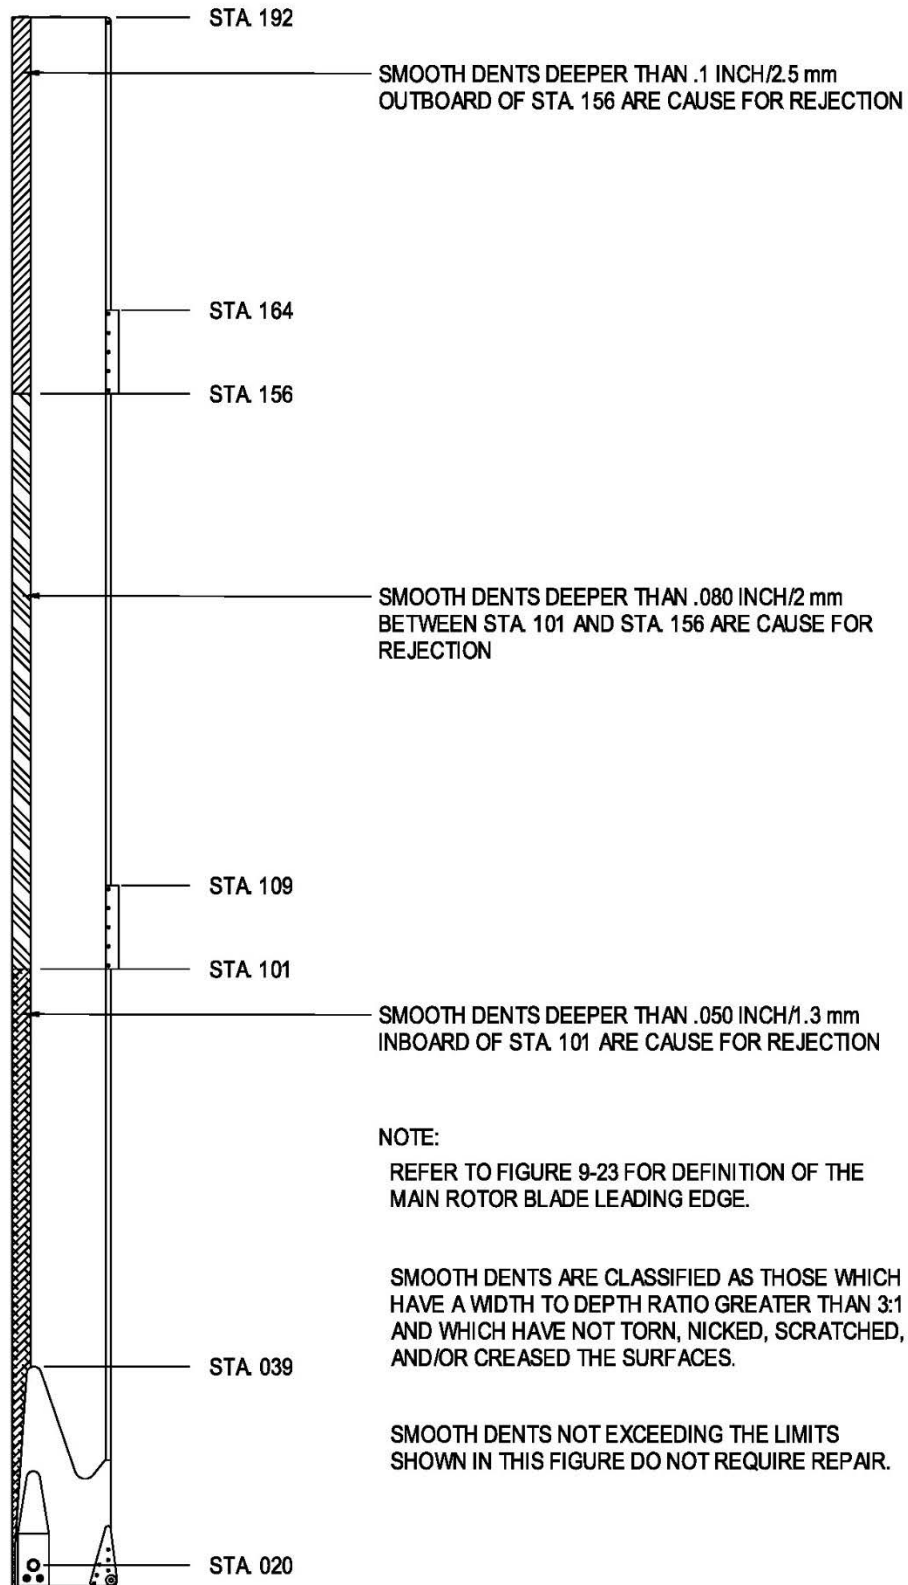 STA. 192
SMOOTH DENTS DEEPER THAN .1 INCH/2.5 mm
OUTBOARD OF STA. 156 ARE CAUSE FOR REJECTION
STA. 164
STA. 156
SMOOTH DENTS DEEPER THAN .080 INCH/2 mm
BETWEEN STA. 101 AND STA. 156 ARE CAUSE FOR
REJECTION
STA. 109
STA. 101
SMOOTH DENTS DEEPER THAN .050 INCH/1.3 mm
INBOARD OF STA. 101 ARE CAUSE FOR REJECTION
NOTE:
REFER TO FIGURE 9-23 FOR DEFINITION OF THE
MAIN ROTOR BLADE LEADING EDGE.
SMOOTH DENTS ARE CLASSIFIED AS THOSE WHICH
HAVE A WIDTH TO DEPTH RATIO GREATER THAN 3:1
AND WHICH HAVE NOT TORN, NICKED, SCRATCHED,
AND/OR CREASED THE SURFACES.
STA. 039
SMOOTH DENTS NOT EXCEEDING THE LIMITS
SHOWN IN THIS FIGURE DO NOT REQUIRE REPAIR.
STA. 020